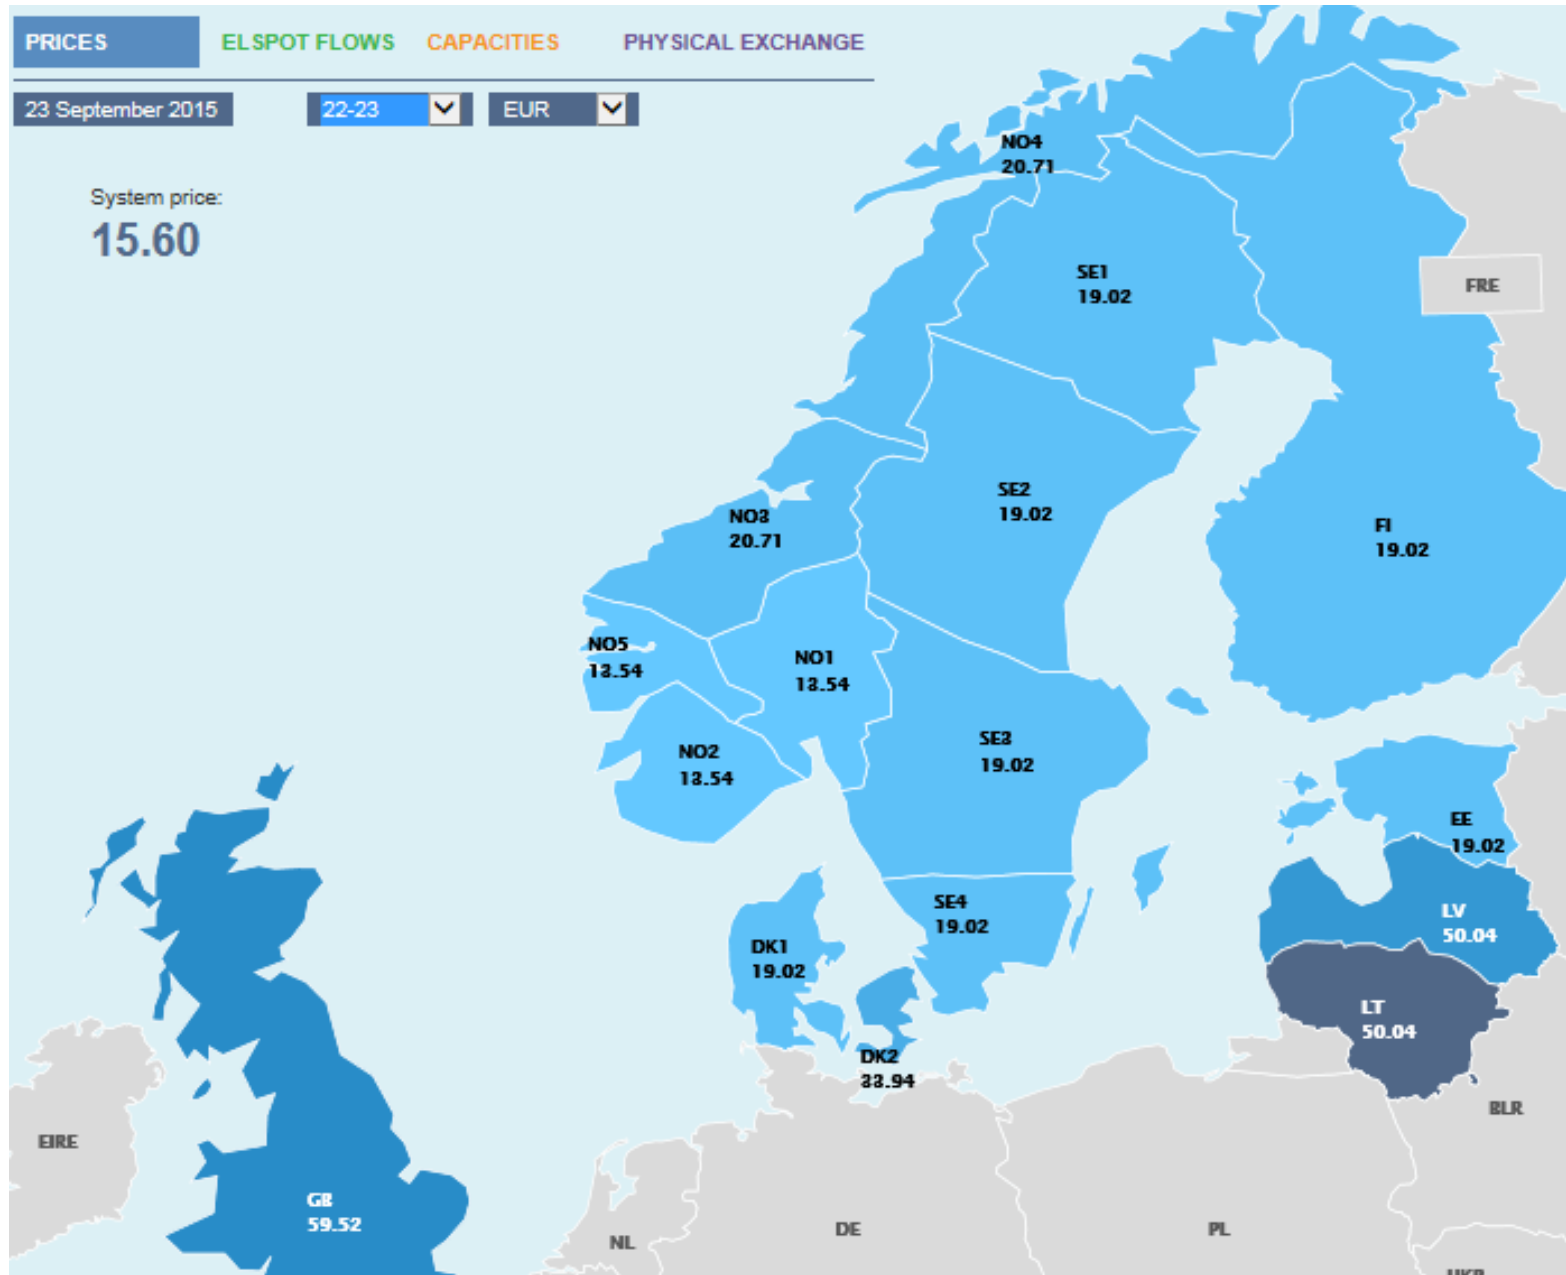 PRICES ELSPOT FLOWS CAPACITIES PHYSICAL EXCHANGE
23 September 2015 22-23 EUR
System price:
15.60
NO4
20.71
SE1
19.02
FRE
SE2
19.02
NO3
20.71
FI
19.02
NO5
13.54
NO1
13.54
SE3
19.02
NO2
13.54
EE
19.02
SE4
19.02
LV
50.04
DK1
19.02
LT
50.04
DK2
33.94
BLR
EIRE
GB
59.52
DE
PL
NL
UKR